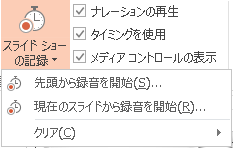 スライド ショー
の記録
ナレーションの再生
タイミングを使用
メディア コントロールの表示
先頭から録音を開始(S)...
現在のスライドから録音を開始(R)...
クリア(C)